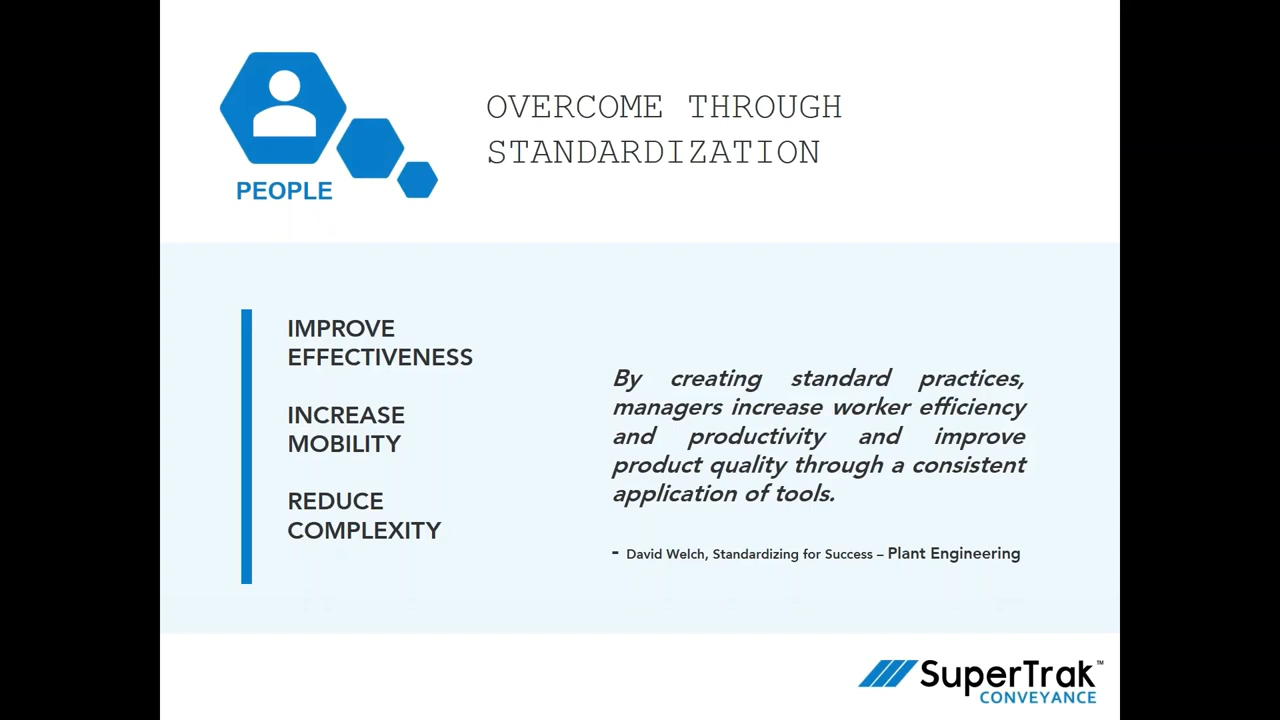 OVERCOME THROUGH
STANDARDIZATION
PEOPLE
IMPROVE
EFFECTIVENESS
INCREASE
MOBILITY
REDUCE
COMPLEXITY
By creating standard practices,
managers increase worker efficiency
and productivity and improve
product quality through a consistent
application of tools.
- David Welch, Standardizing for Success – Plant Engineering
SuperTrak™
CONVEYANCE